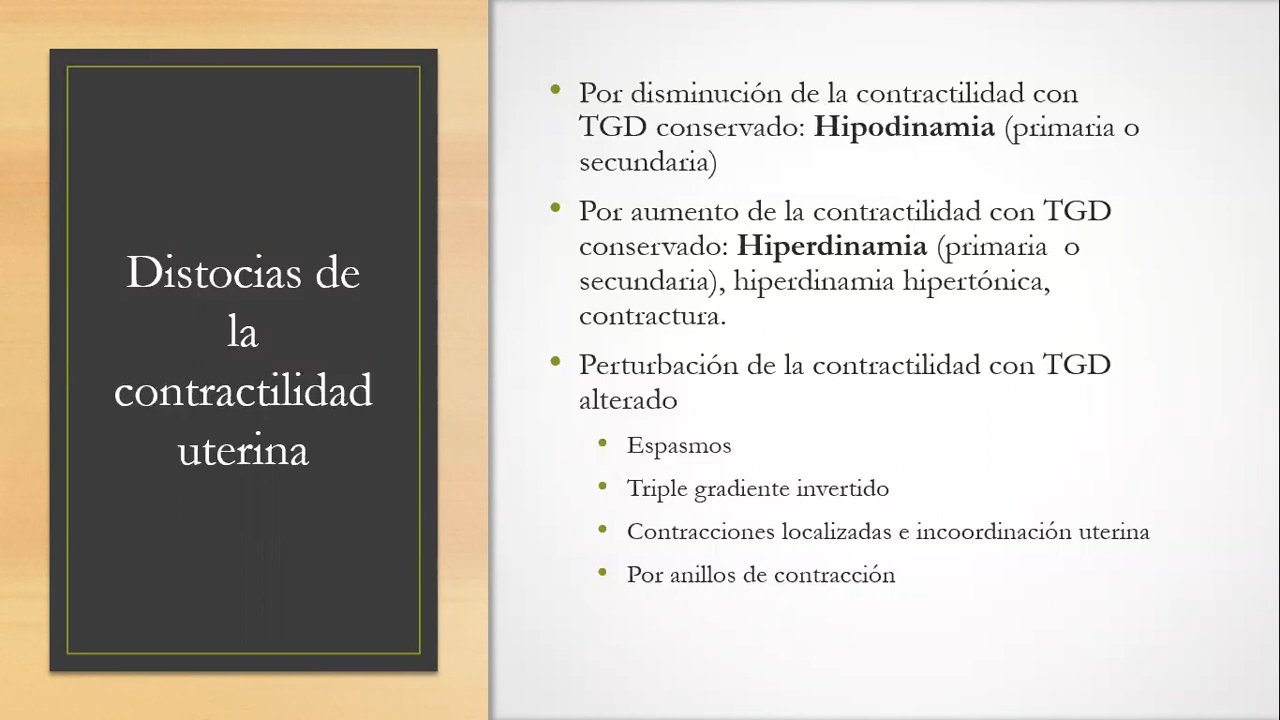 Distocias de
la
contractilidad
uterina
• Por disminución de la contractilidad con
TGD conservado: Hipodinamia (primaria o
secundaria)
• Por aumento de la contractilidad con TGD
conservado: Hiperdinamia (primaria o
secundaria), hiperdinamia hipertónica,
contractura.
• Perturbación de la contractilidad con TGD
alterado
• Espasmos
• Triple gradiente invertido
• Contracciones localizadas e incoordinación uterina
• Por anillos de contracción